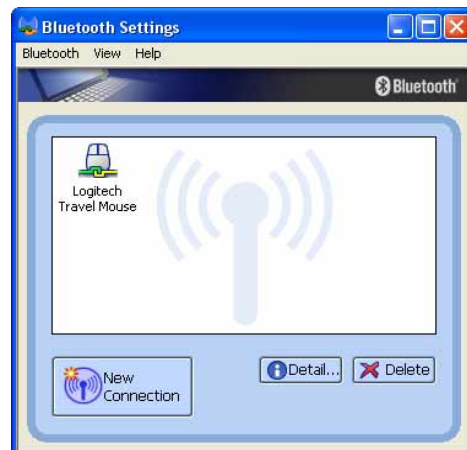 Bluetooth Settings
Bluetooth View Help
Bluetooth
Logitech
Travel Mouse
New
Connection
Detail...
Delete